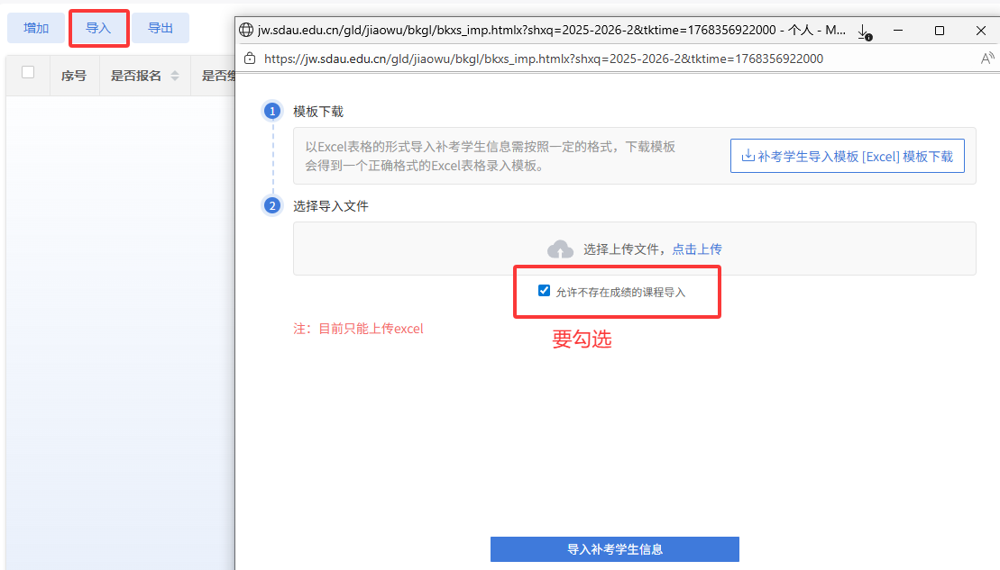 增加 导入 导出
序号 是否报名
jw.sdau.edu.cn/gld/jiaowu/bkgl/bkxs_imp.htmlx?shxq=2025-2026-2&tktime=1768356922000 - 个人 - M...
https://jw.sdau.edu.cn/gld/jiaowu/bkgl/bkxs_imp.htmlx?shxq=2025-2026-2&tktime=1768356922000
1 模板下载
以Excel表格的形式导入补考学生信息需按照一定的格式，下载模板
会得到一个正确格式的Excel表格录入模板。
补考学生导入模板 [Excel] 模板下载
2 选择导入文件
选择上传文件，点击上传
允许不存在成绩的课程导入
注：目前只能上传excel
要勾选
导入补考学生信息